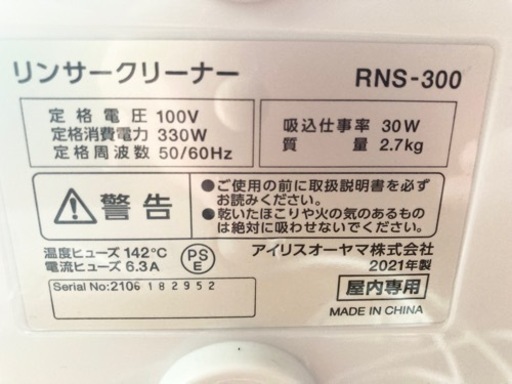 リンサークリーナー RNS-300
定格電圧 100V
定格消費電力 330W
定格周波数 50/60Hz
吸込仕事率 30W
質量 2.7kg
警告
●ご使用の前に取扱説明書を必ず
お読みください。
●乾いたほこりや火の気のあるもの
は絶対に吸わせないでください。
温度ヒューズ 142℃
電流ヒューズ 6.3A
PS
E
アイリスオーヤマ株式会社
2021年製
Serial No:2106 182952
屋内専用
MADE IN CHINA